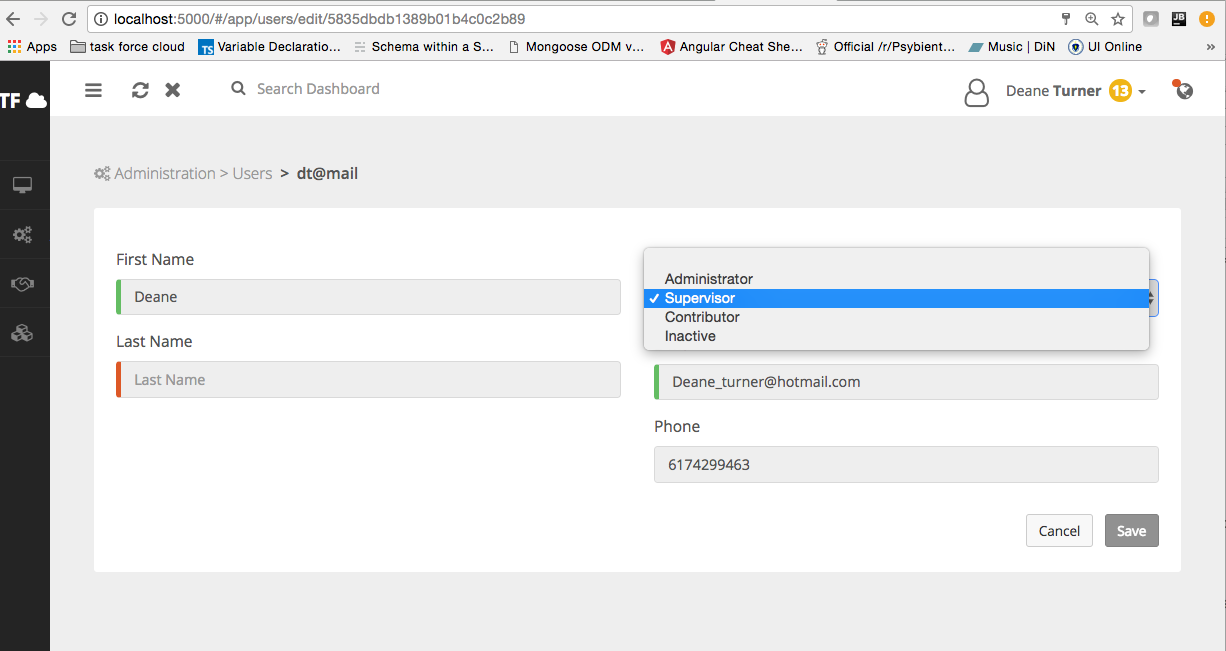 localhost:5000/#/app/users/edit/5835dbdb1389b01b4c0c2b89
JB
Apps task force cloud TS Variable Declaratio... Schema within a S... Mongoose ODM v... Angular Cheat She... Official /r/Psybient... Music | DiN UI Online »
TF
Search Dashboard
Deane Turner 13
Administration > Users > dt@mail
First Name
Deane
Last Name
Last Name
Administrator
✓ Supervisor
Contributor
Inactive
Deane_turner@hotmail.com
Phone
6174299463
Cancel Save